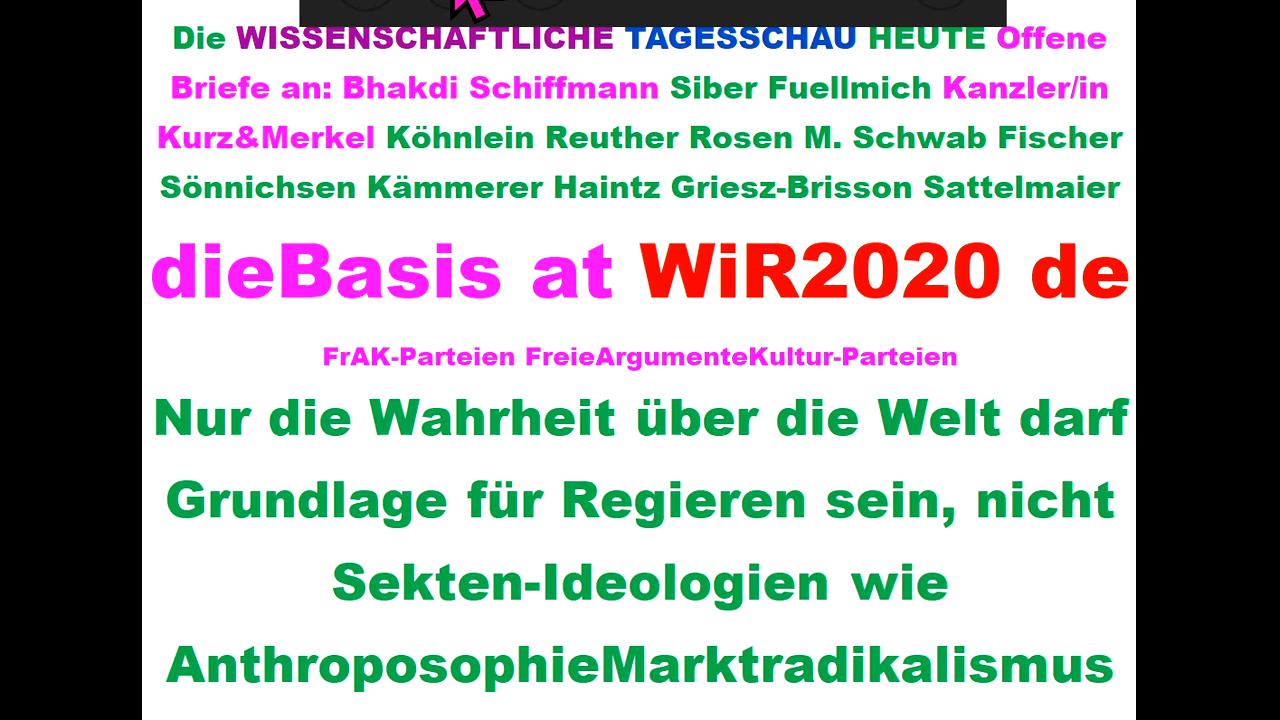 Die WISSENSCHAFTLICHE TAGESSCHAU HEUTE Offene
Briefe an: Bhakdi Schiffmann Siber Fuellmich Kanzler/in
Kurz&Merkel Köhnlein Reuther Rosen M. Schwab Fischer
Sönnichsen Kämmerer Haintz Griesz-Brisson Sattelmaier
dieBasis at WiR2020 de
FrAK-Parteien FreieArgumenteKultur-Parteien
Nur die Wahrheit über die Welt darf
Grundlage für Regieren sein, nicht
Sekten-Ideologien wie
AnthroposophieMarktradikalismus